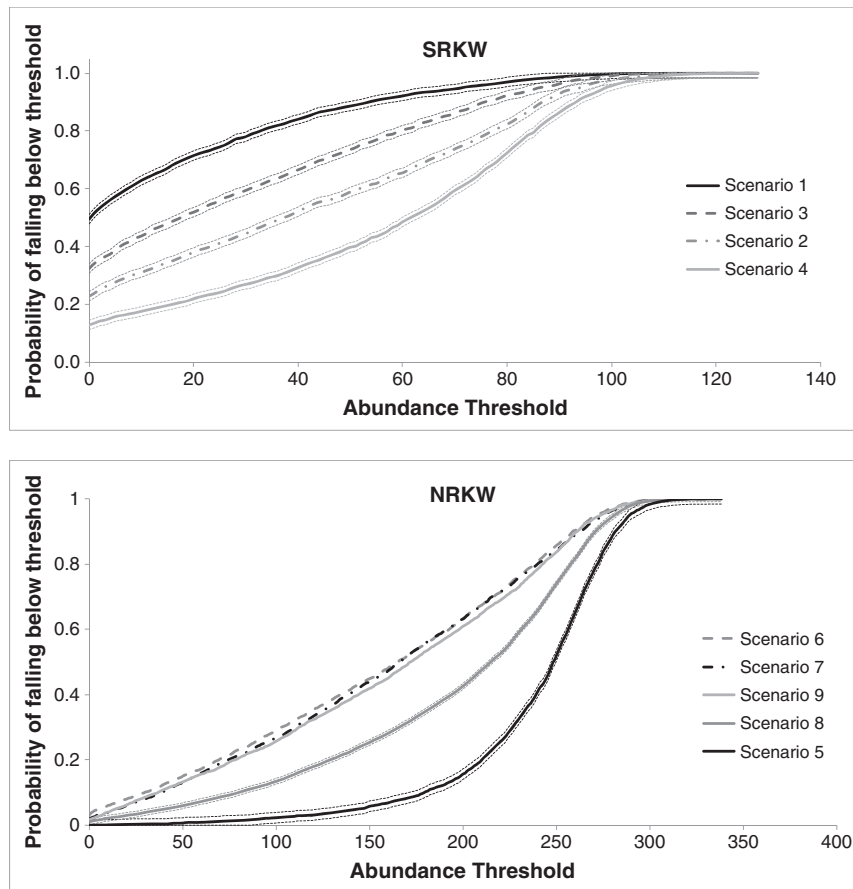 SRKW
Probability of falling below threshold
1.0
0.8
0.6
0.4
0.2
0.0
0 20 40 60 80 100 120 140
Abundance Threshold
Scenario 1
Scenario 3
Scenario 2
Scenario 4
NRKW
Probability of falling below threshold
1
0.8
0.6
0.4
0.2
0
0 50 100 150 200 250 300 350 400
Abundance Threshold
Scenario 6
Scenario 7
Scenario 9
Scenario 8
Scenario 5